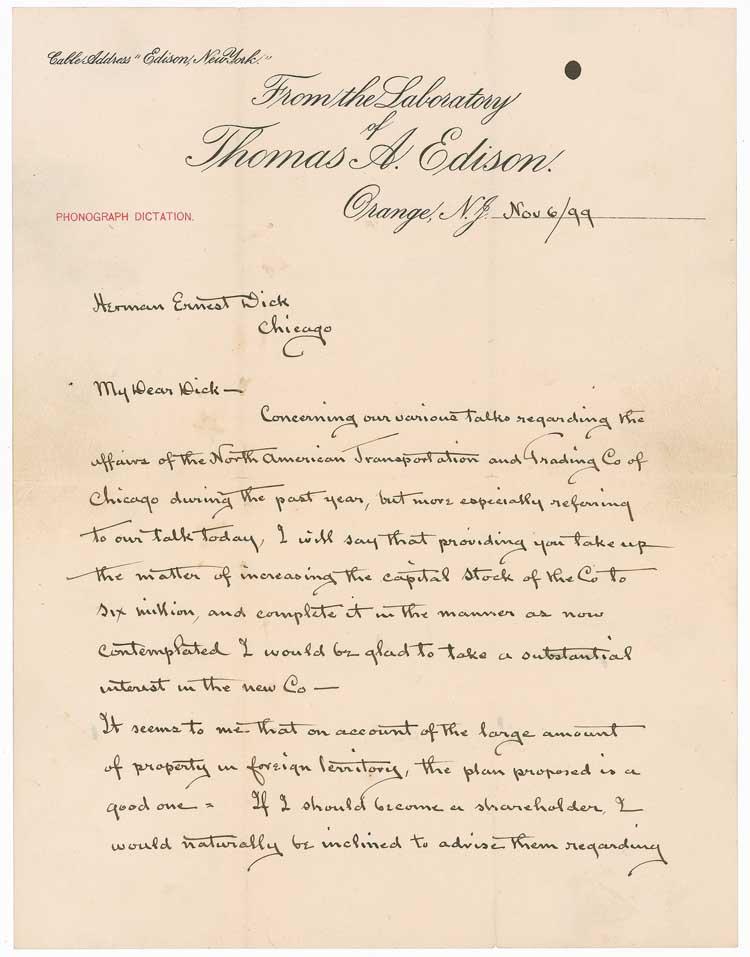 Cable Address "Edison, New York."
From the Laboratory
of
Thomas A. Edison.
PHONOGRAPH DICTATION.
Orange, N.J. Nov 6/99
Herman Ernest Dick
Chicago
My Dear Dick—
Concerning our various talks regarding the
affairs of the North American Transportation and Trading Co of
Chicago during the past year, but more especially referring
to our talk today, I will say that providing you take up
the matter of increasing the capital stock of the Co to
six million, and complete it in the manner as now
contemplated I would be glad to take a substantial
interest in the new Co —
It seems to me that on account of the large amount
of property in foreign territory, the plan proposed is a
good one = If I should become a shareholder, I
would naturally be inclined to advise them regarding